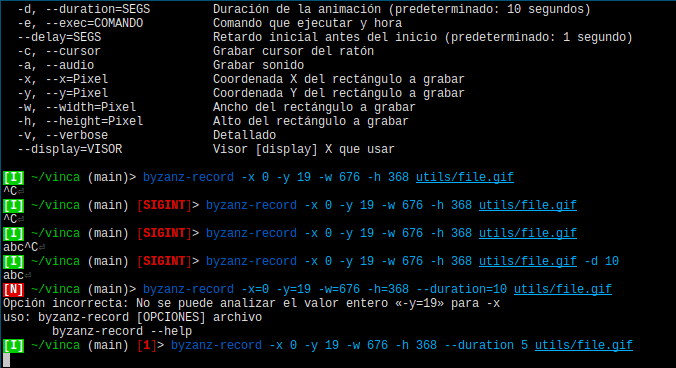 -d, --duration=SEGS Duración de la animación (predeterminado: 10 segundos)
-e, --exec=COMANDO Comando que ejecutar y hora
--delay=SEGS Retardo inicial antes del inicio (predeterminado: 1 segundo)
-c, --cursor Grabar cursor del ratón
-a, --audio Grabar sonido
-x, --x=Pixel Coordenada X del rectángulo a grabar
-y, --y=Pixel Coordenada Y del rectángulo a grabar
-w, --width=Pixel Ancho del rectángulo a grabar
-h, --height=Pixel Alto del rectángulo a grabar
-v, --verbose Detallado
--display=VISOR Visor [display] X que usar
[I] ~/vinca (main)> byzanz-record -x 0 -y 19 -w 676 -h 368 utils/file.gif
^C⏎
[I] ~/vinca (main) [SIGINT]> byzanz-record -x 0 -y 19 -w 676 -h 368 utils/file.gif
^C⏎
[I] ~/vinca (main) [SIGINT]> byzanz-record -x 0 -y 19 -w 676 -h 368 utils/file.gif
abc^C⏎
[I] ~/vinca (main) [SIGINT]> byzanz-record -x 0 -y 19 -w 676 -h 368 utils/file.gif -d 10
abc⏎
[N] ~/vinca (main)> byzanz-record -x=0 -y=19 -w=676 -h=368 --duration=10 utils/file.gif
Opción incorrecta: No se puede analizar el valor entero «-y=19» para -x
uso: byzanz-record [OPCIONES] archivo
byzanz-record --help
[I] ~/vinca (main) [1]> byzanz-record -x 0 -y 19 -w 676 -h 368 --duration 5 utils/file.gif